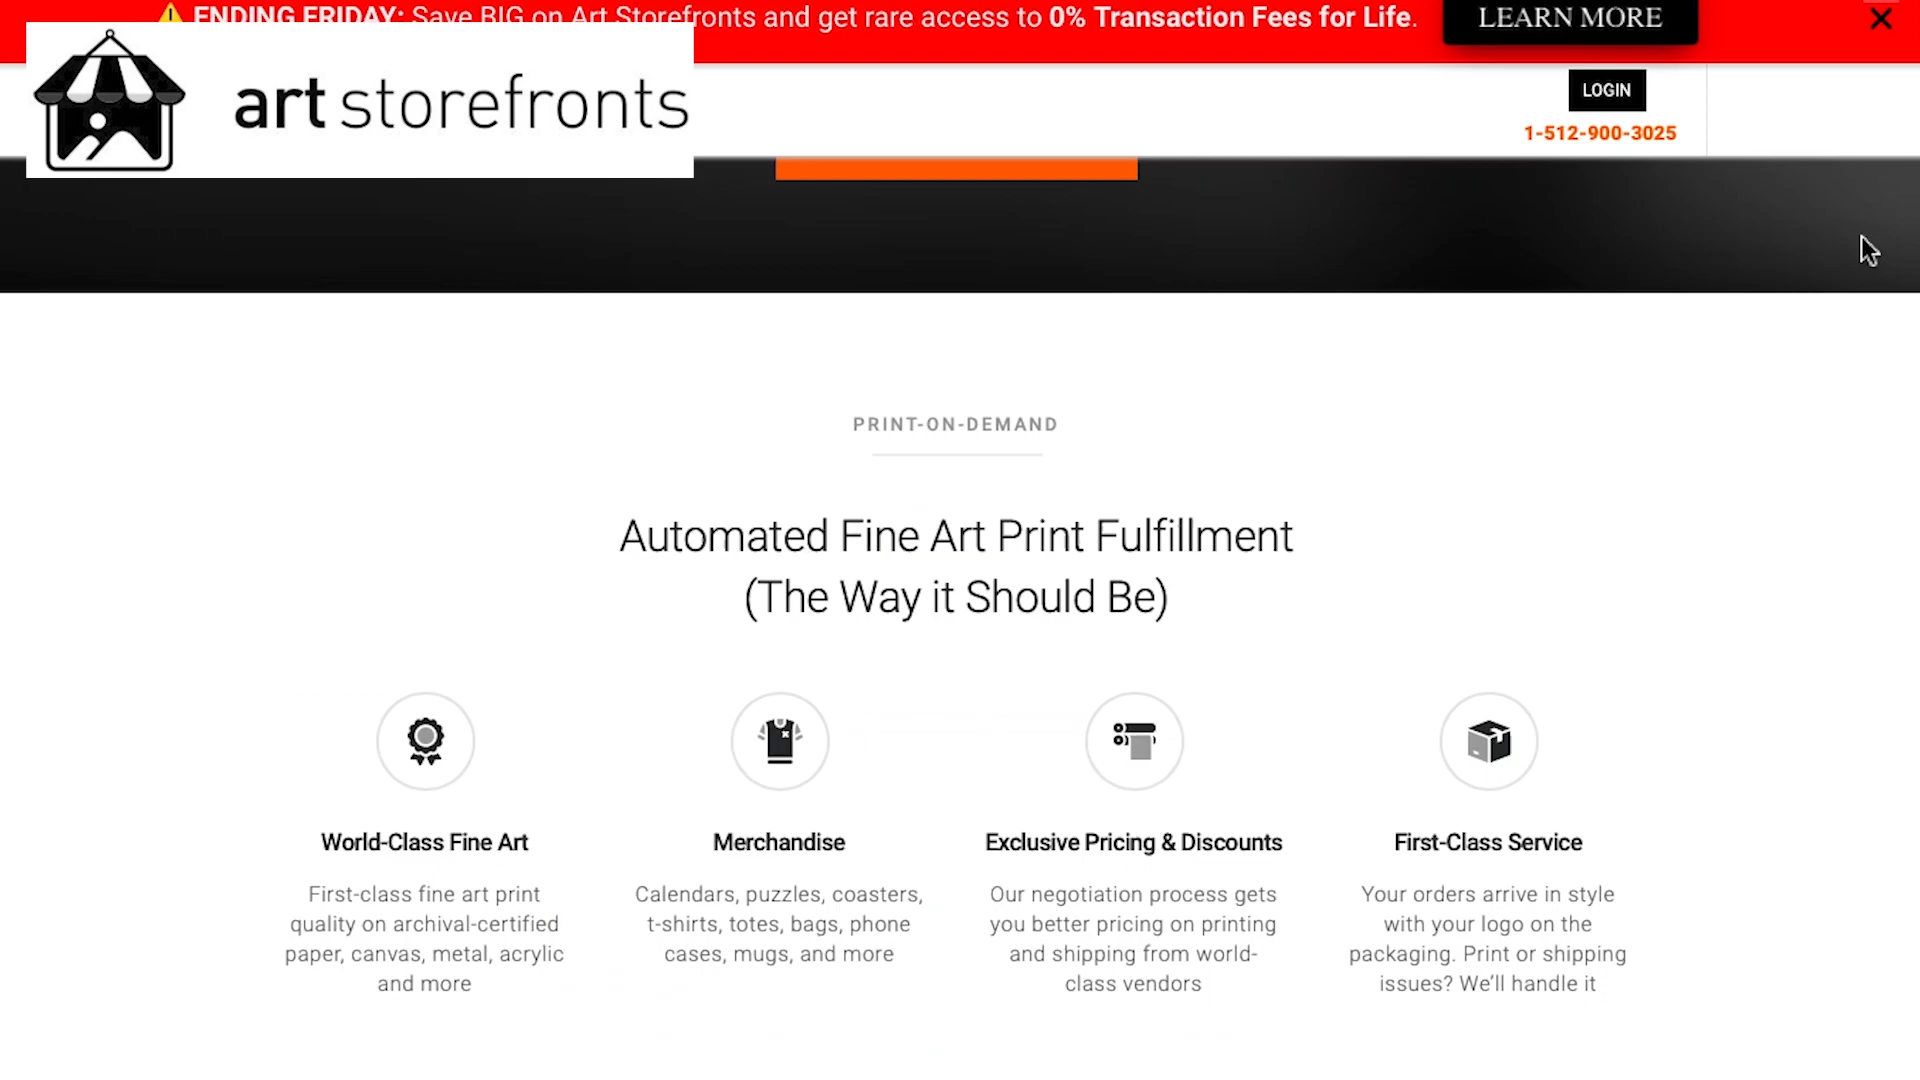 ⚠ ENDING FRIDAY: Save BIG on Art Storefronts and get rare access to 0% Transaction Fees for Life.
LEARN MORE
art storefronts
LOGIN
1-512-900-3025
PRINT-ON-DEMAND
Automated Fine Art Print Fulfillment
(The Way it Should Be)
World-Class Fine Art
First-class fine art print
quality on archival-certified
paper, canvas, metal, acrylic
and more
Merchandise
Calendars, puzzles, coasters,
t-shirts, totes, bags, phone
cases, mugs, and more
Exclusive Pricing & Discounts
Our negotiation process gets
you better pricing on printing
and shipping from world-
class vendors
First-Class Service
Your orders arrive in style
with your logo on the
packaging. Print or shipping
issues? We'll handle it